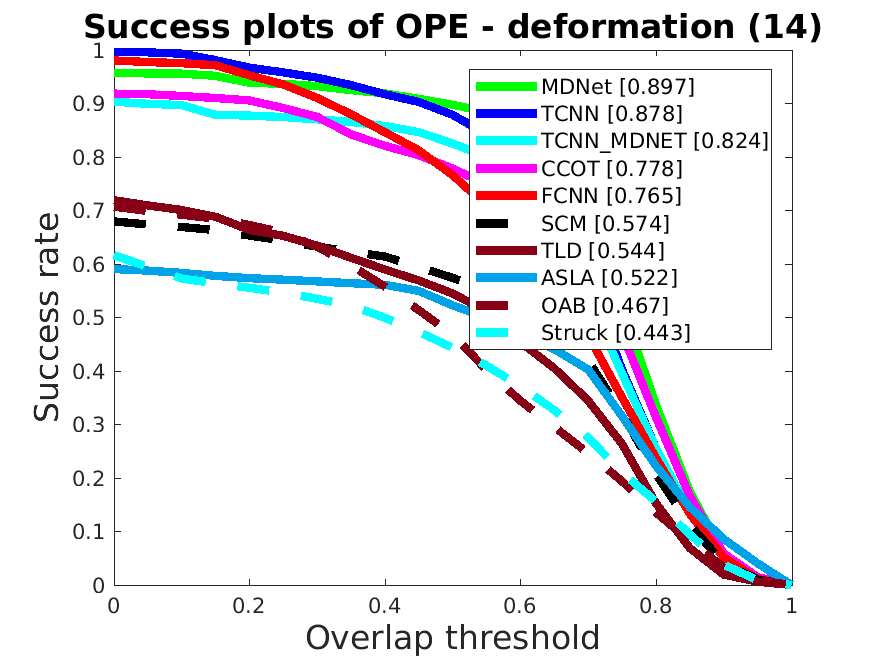 Success plots of OPE - deformation (14)
1
0.9
0.8
0.7
0.6
0.5
0.4
0.3
0.2
0.1
0
Success rate
MDNet [0.897]
TCNN [0.878]
TCNN_MDNET [0.824]
CCOT [0.778]
FCNN [0.765]
SCM [0.574]
TLD [0.544]
ASLA [0.522]
OAB [0.467]
Struck [0.443]
0 0.2 0.4 0.6 0.8 1
Overlap threshold